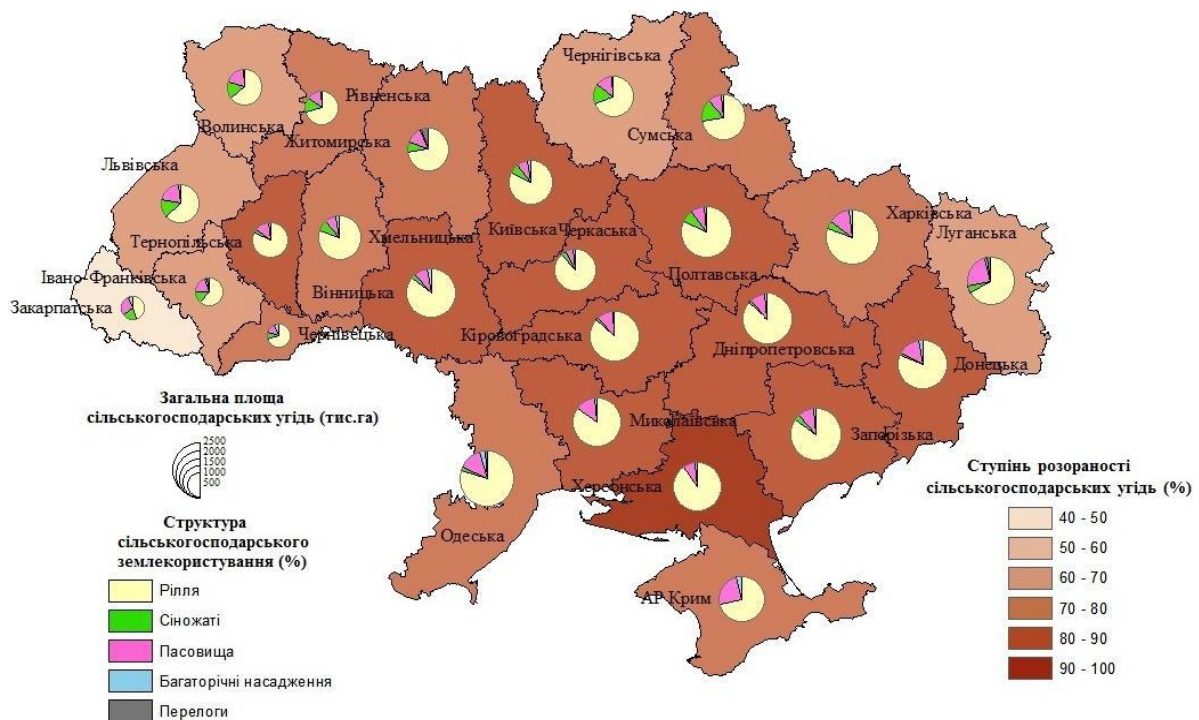 Чернігівська
Волинська
Рівненська
Житомирська
Сумська
Львівська
Тернопільська
Хмельницька
Київська
Черкаська
Полтавська
Харківська
Луганська
Івано-Франківська
Закарпатська
Вінницька
Чернівецька
Кіровоградська
Дніпропетровська
Донецька
Миколаївська
Запорізька
Херебнська
Одеська
АР Крим
Загальна площа
сільськогосподарських угідь (тис.га)
2500
2000
1500
1000
500
Структура
сільськогосподарського
землекористування (%)
Рілля
Сіножаті
Пасовища
Багаторічні насадження
Перелоги
Ступінь розораності
сільськогосподарських угідь (%)
40 - 50
50 - 60
60 - 70
70 - 80
80 - 90
90 - 100